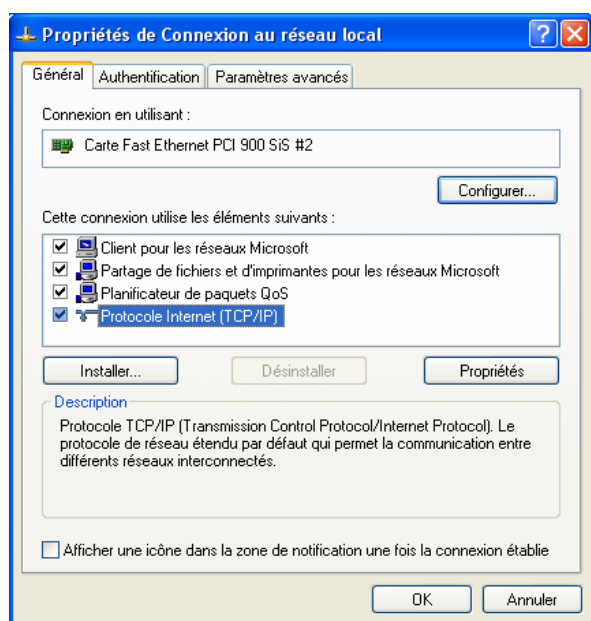 Propriétés de Connexion au réseau local
Général Authentification Paramètres avancés
Connexion en utilisant :
Carte Fast Ethernet PCI 900 SiS #2
Configurer...
Cette connexion utilise les éléments suivants :
Client pour les réseaux Microsoft
Partage de fichiers et d'imprimantes pour les réseaux Microsoft
Planificateur de paquets QoS
Protocole Internet (TCP/IP)
Installer... Désinstaller Propriétés
Description
Protocole TCP/IP (Transmission Control Protocol/Internet Protocol). Le
protocole de réseau étendu par défaut qui permet la communication entre
différents réseaux interconnectés.
Afficher une icône dans la zone de notification une fois la connexion établie
OK Annuler